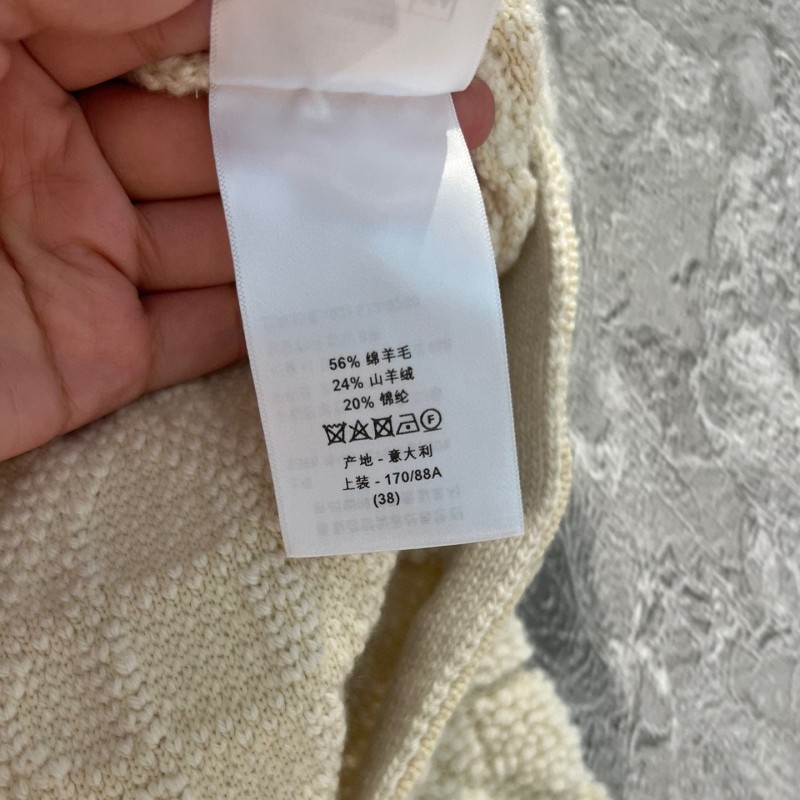 56% 绵羊毛
24% 山羊绒
20% 锦纶
F
产地 - 意大利
上装 - 170/88A
(38)